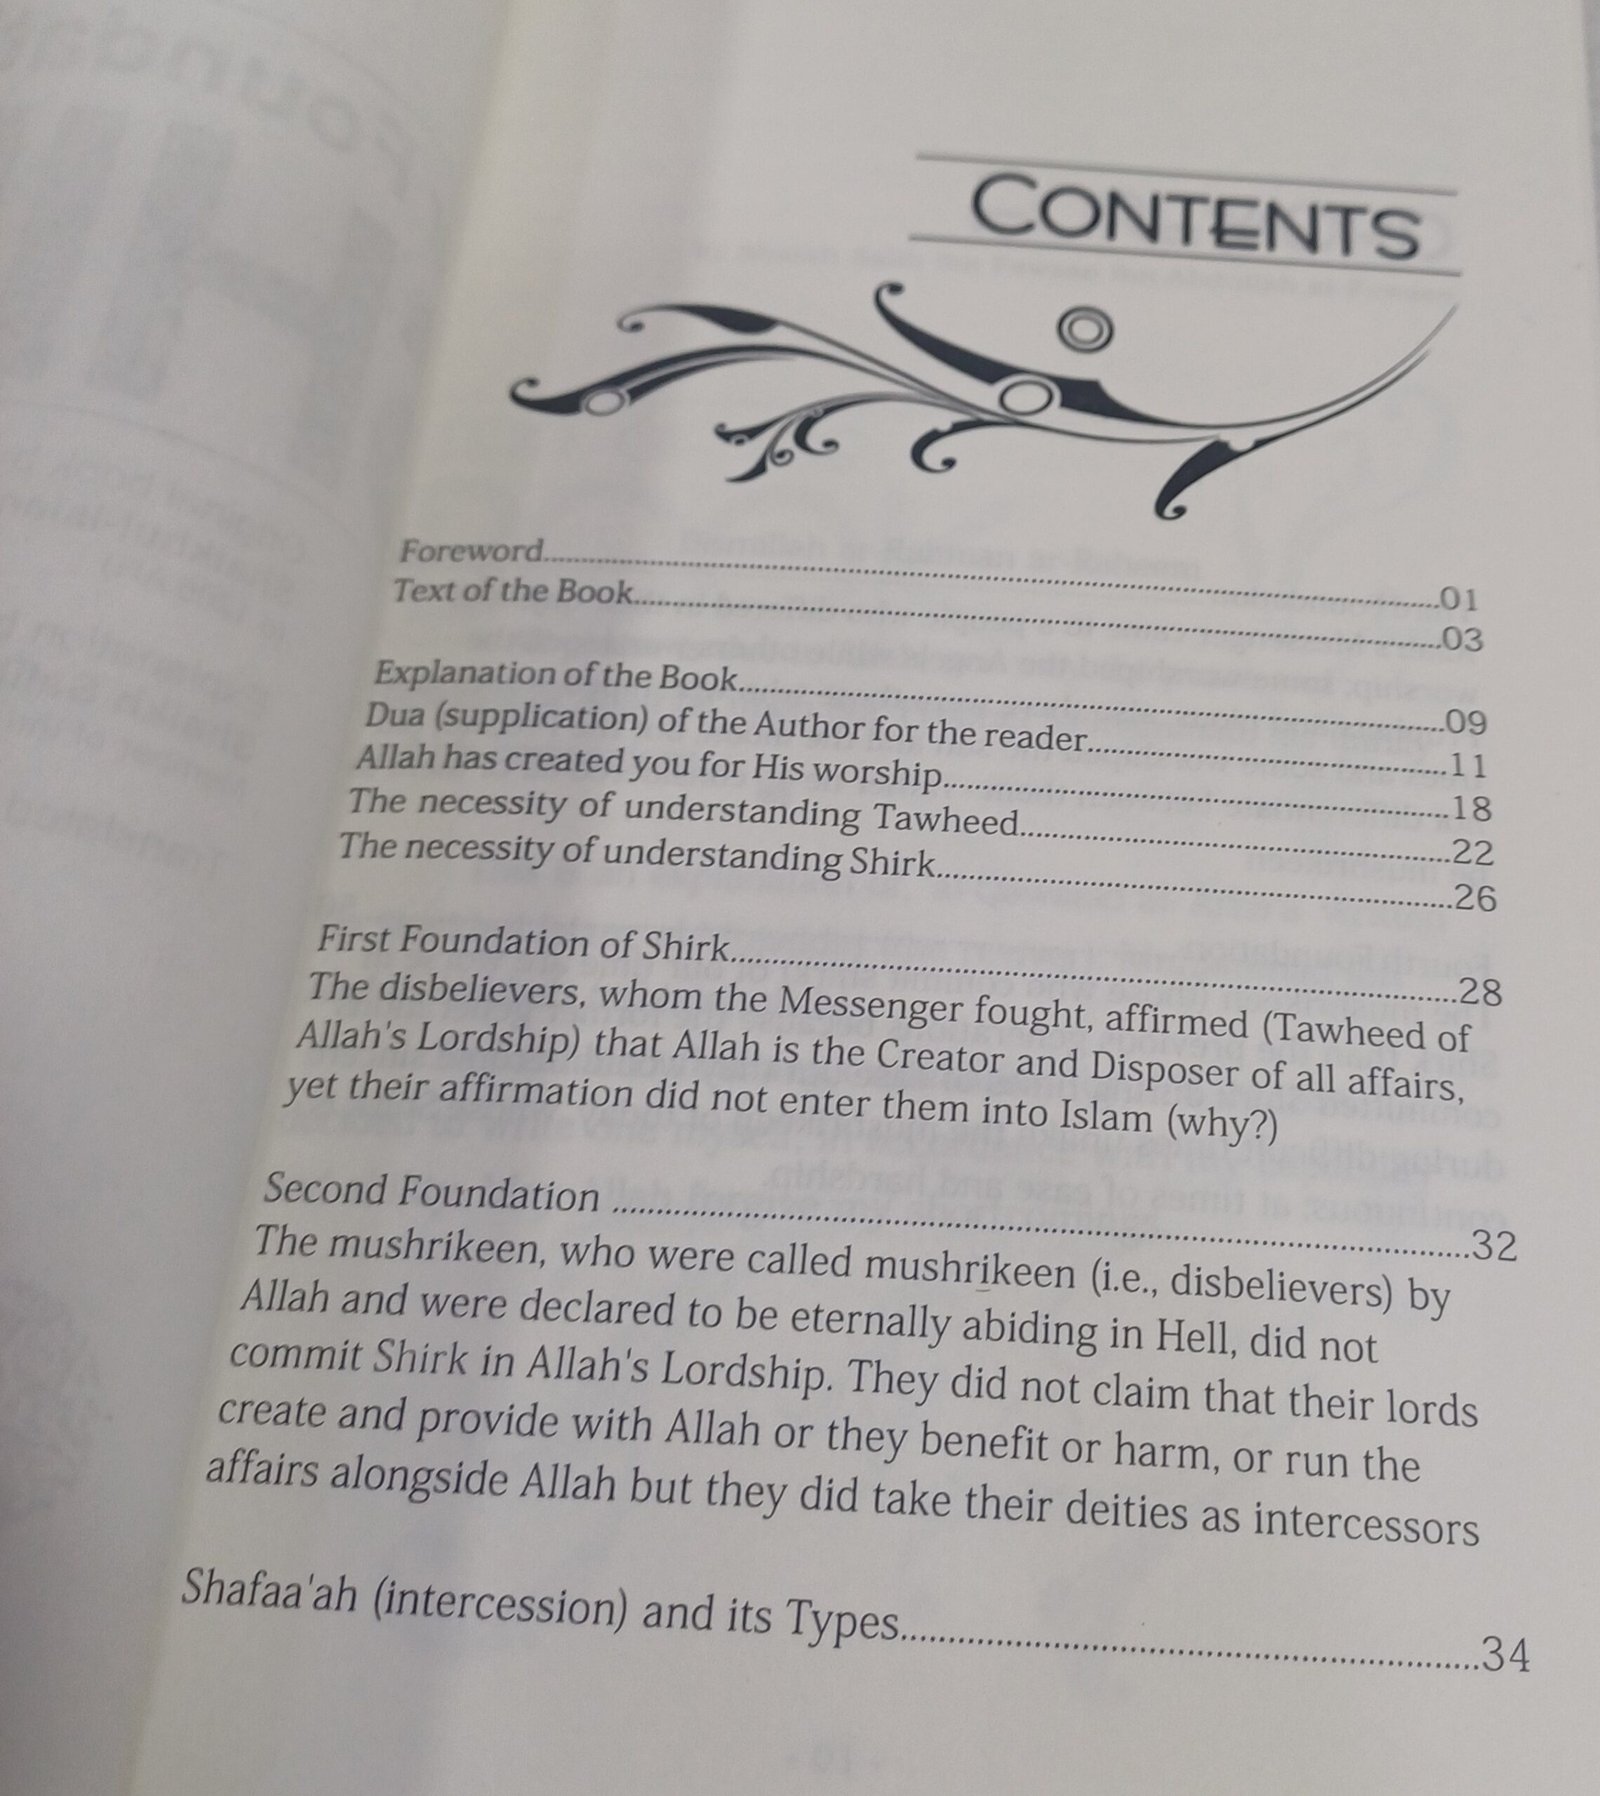 CONTENTS
Foreword..........01
Text of the Book..........03
Explanation of the Book..........09
Dua (supplication) of the Author for the reader..........11
Allah has created you for His worship..........18
The necessity of understanding Tawheed..........22
The necessity of understanding Shirk..........26
First Foundation of Shirk..........28
The disbelievers, whom the Messenger fought, affirmed (Tawheed of
Allah's Lordship) that Allah is the Creator and Disposer of all affairs,
yet their affirmation did not enter them into Islam (why?)
Second Foundation ..........32
The mushrikeen, who were called mushrikeen (i.e., disbelievers) by
Allah and were declared to be eternally abiding in Hell, did not
commit Shirk in Allah's Lordship. They did not claim that their lords
create and provide with Allah or they benefit or harm, or run the
affairs alongside Allah but they did take their deities as intercessors
Shafaa'ah (intercession) and its Types..........34